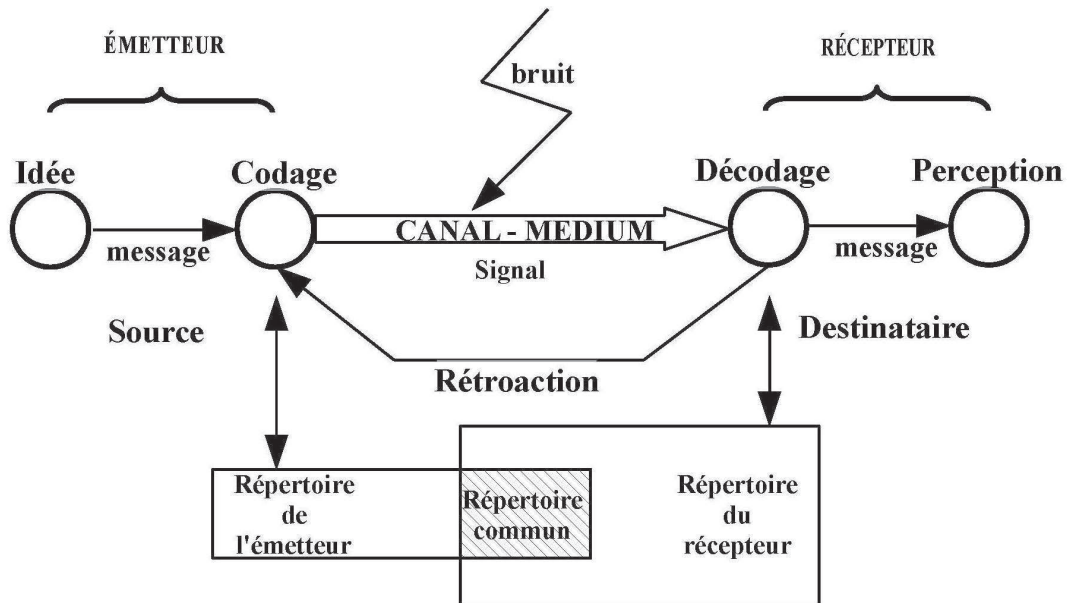 ÉMETTEUR
RÉCEPTEUR
bruit
Idée
Codage
Décodage
Perception
message
CANAL - MEDIUM
message
Signal
Source
Destinataire
Rétroaction
Répertoire
de
l'émetteur
Répertoire
commun
Répertoire
du
récepteur